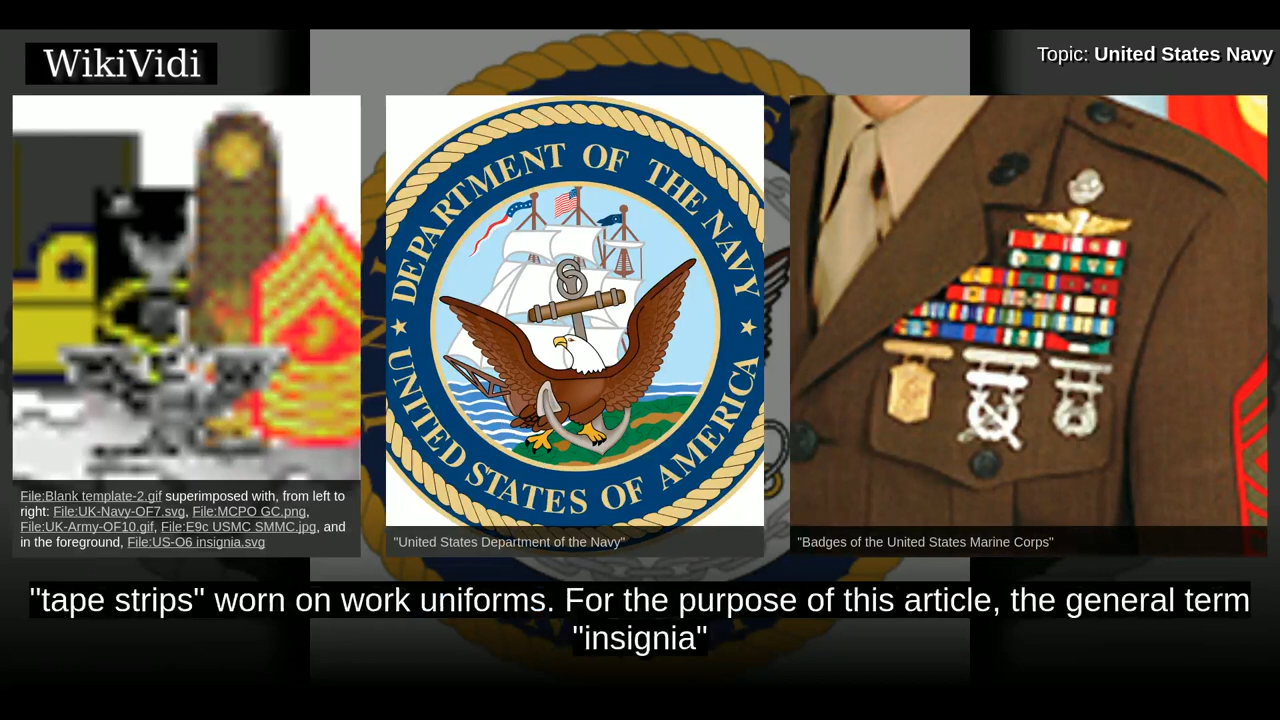 WikiVidi
Topic: United States Navy
File:Blank template-2.gif superimposed with, from left to
right: File:UK-Navy-OF7.svg, File:MCPO GC.png,
File:UK-Army-OF10.gif, File:E9c USMC SMMC.jpg, and
in the foreground, File:US-O6 insignia.svg
DEPARTMENT OF THE NAVY
UNITED STATES OF AMERICA
"United States Department of the Navy"
"Badges of the United States Marine Corps"
"tape strips" worn on work uniforms. For the purpose of this article, the general term
"insignia"